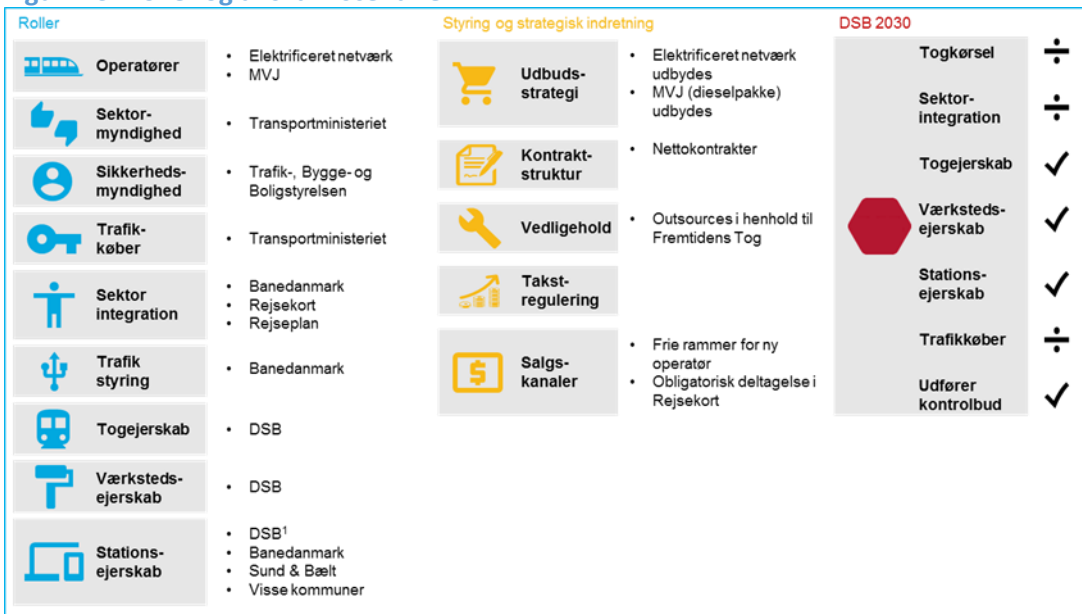 Roller
Operatører
• Elektrificeret netværk
• MVJ
Sektor-
myndighed
• Transportministeriet
Sikkerheds-
myndighed
• Trafik-, Bygge- og
Boligstyrelsen
Trafik-
køber
• Transportministeriet
Sektor
integration
• Banedanmark
• Rejsekort
• Rejseplan
Trafik
styring
• Banedanmark
Togejerskab
• DSB
Værksteds-
ejerskab
• DSB
Stations-
ejerskab
• DSB¹
• Banedanmark
• Sund & Bælt
• Visse kommuner
Styring og strategisk indretning
Udbuds-
strategi
• Elektrificeret netværk
udbydes
• MVJ (dieselpakke)
udbydes
Kontrakt-
struktur
• Nettokontrakter
Vedligehold
• Outsources i henhold til
Fremtidens Tog
Takst-
regulering
Salgs-
kanaler
• Frie rammer for ny
operatør
• Obligatorisk deltagelse i
Rejsekort
DSB 2030
Togkørsel
Sektor-
integration
Togejerskab
Værksteds-
ejerskab
Stations-
ejerskab
Trafikkøber
Udfører
kontrolbud